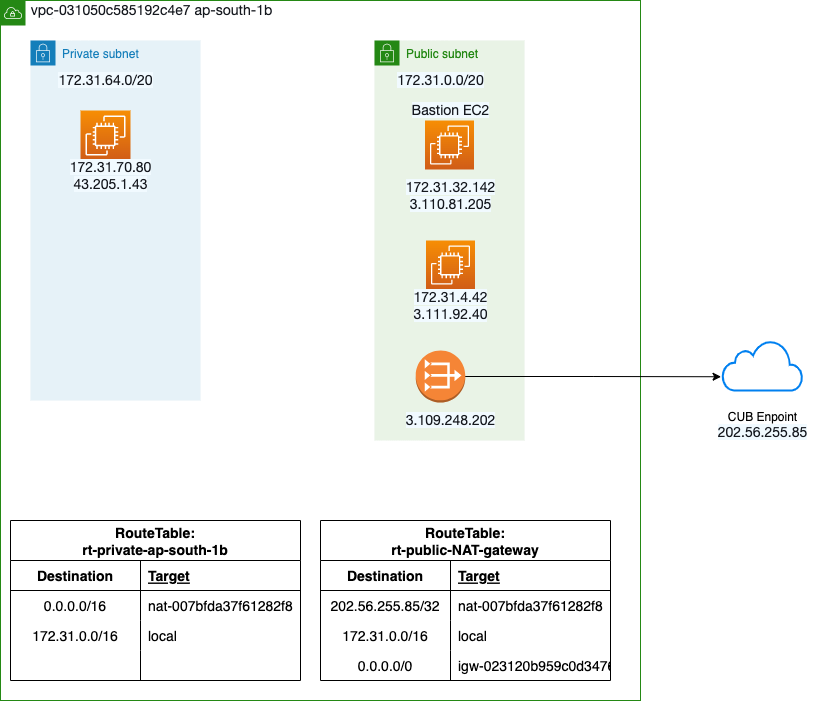 vpc-031050c585192c4e7 ap-south-1b
Private subnet
172.31.64.0/20
172.31.70.80
43.205.1.43
Public subnet
172.31.0.0/20
Bastion EC2
172.31.32.142
3.110.81.205
172.31.4.42
3.111.92.40
3.109.248.202
CUB Enpoint
202.56.255.85
RouteTable:
rt-private-ap-south-1b
Destination Target
0.0.0.0/16 nat-007bfda37f61282f8
172.31.0.0/16 local
RouteTable:
rt-public-NAT-gateway
Destination Target
202.56.255.85/32 nat-007bfda37f61282f8
172.31.0.0/16 local
0.0.0.0/0 igw-023120b959c0d3476